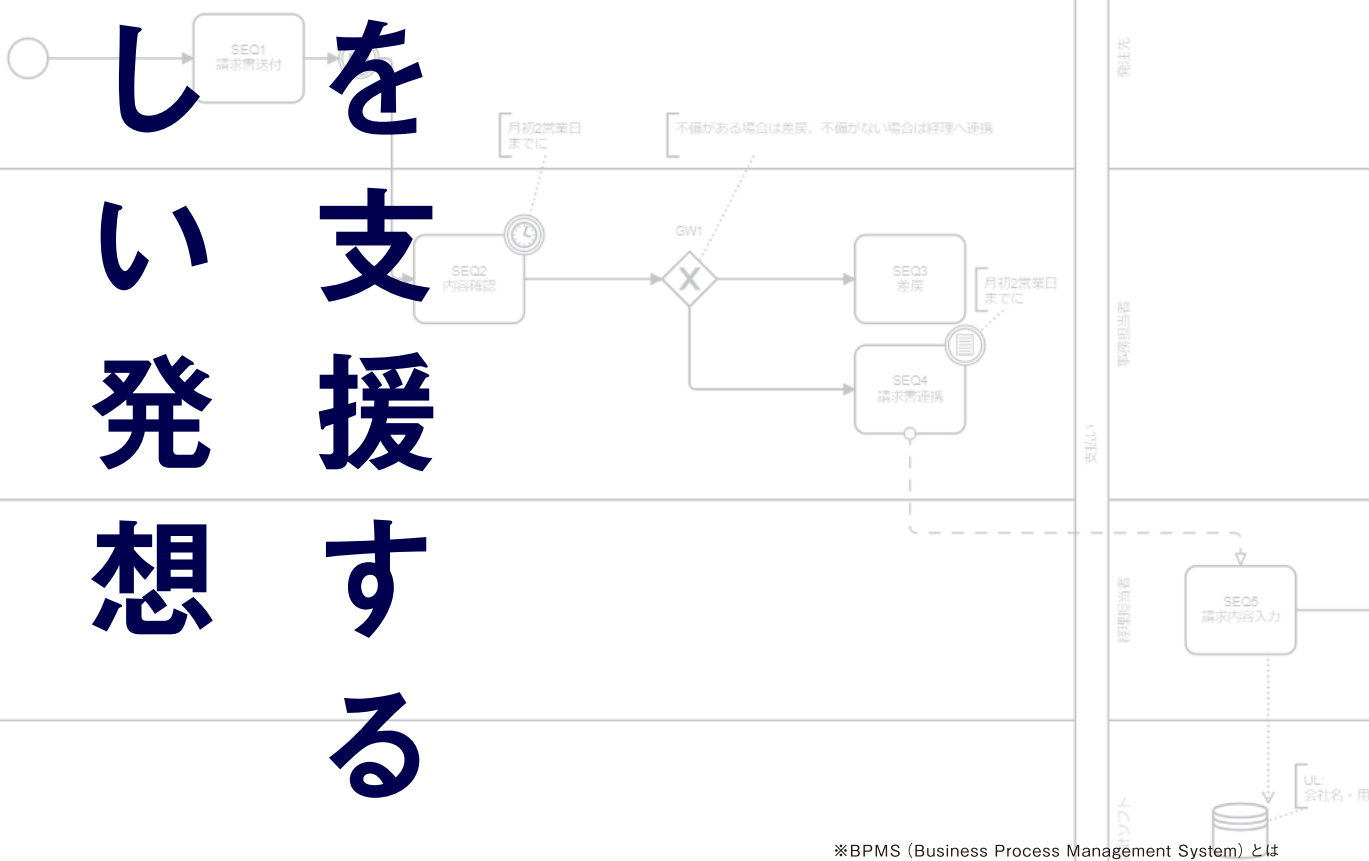 を支援する
しい発想
SEQ1
請求書送付
月初2営業日
までに
不備がある場合は差戻、不備がない場合は経理へ連携
発注先
SEQ2
内容確認
GW1
SEQ3
差戻
月初2営業日
までに
SEQ4
請求書連携
事務担当者
支払い
SEQ5
請求内容入力
経理担当者
UL:
会社名・用
計ソフト
※BPMS（Business Process Management System）とは